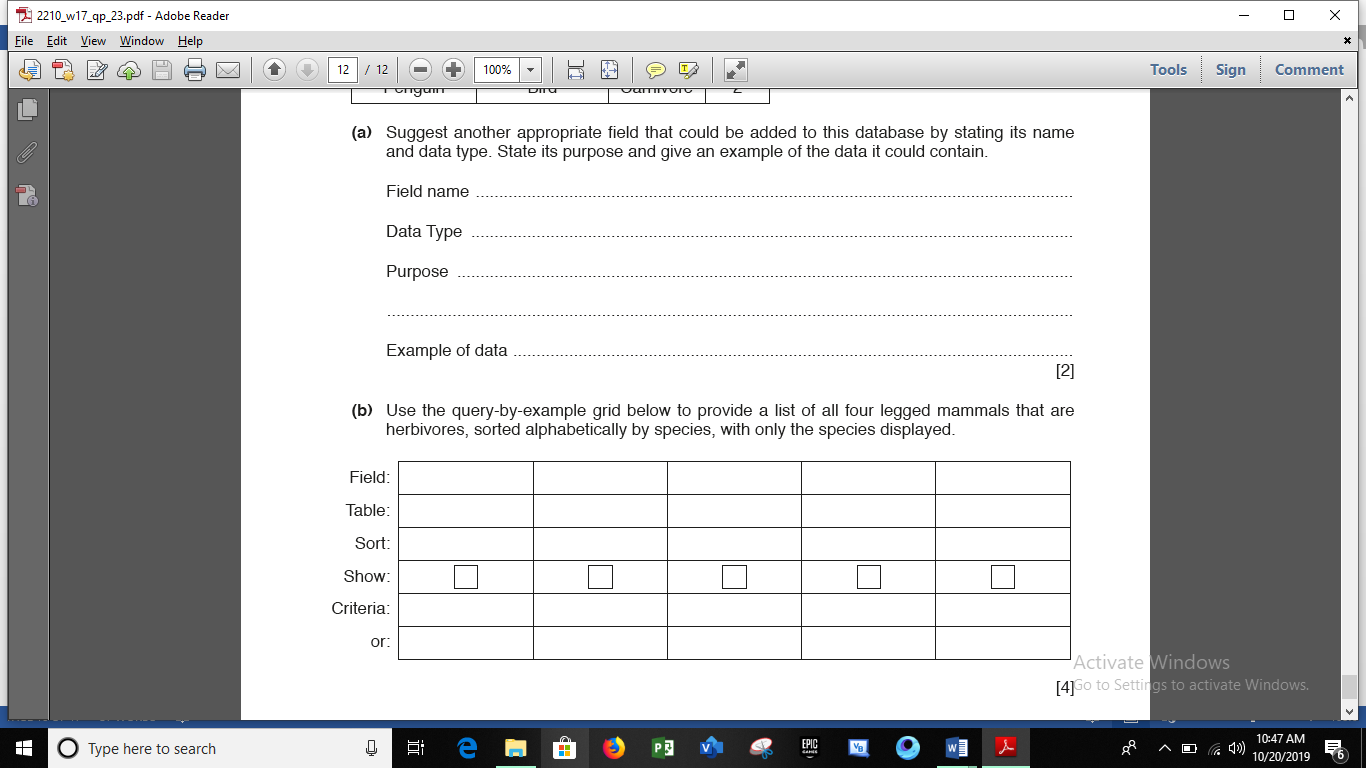 2210_w17_qp_23.pdf - Adobe Reader
File Edit View Window Help
12 / 12 100% Tools Sign Comment
Penguin Bird Carnivore 2
(a) Suggest another appropriate field that could be added to this database by stating its name
and data type. State its purpose and give an example of the data it could contain.
Field name ..........
Data Type ..........
Purpose ..........
..........
Example of data ..........
[2]
(b) Use the query-by-example grid below to provide a list of all four legged mammals that are
herbivores, sorted alphabetically by species, with only the species displayed.
Field:
Table:
Sort:
Show:
Criteria:
or:
Activate Windows
[4] Go to Settings to activate Windows.
Type here to search
10:47 AM
10/20/2019
6